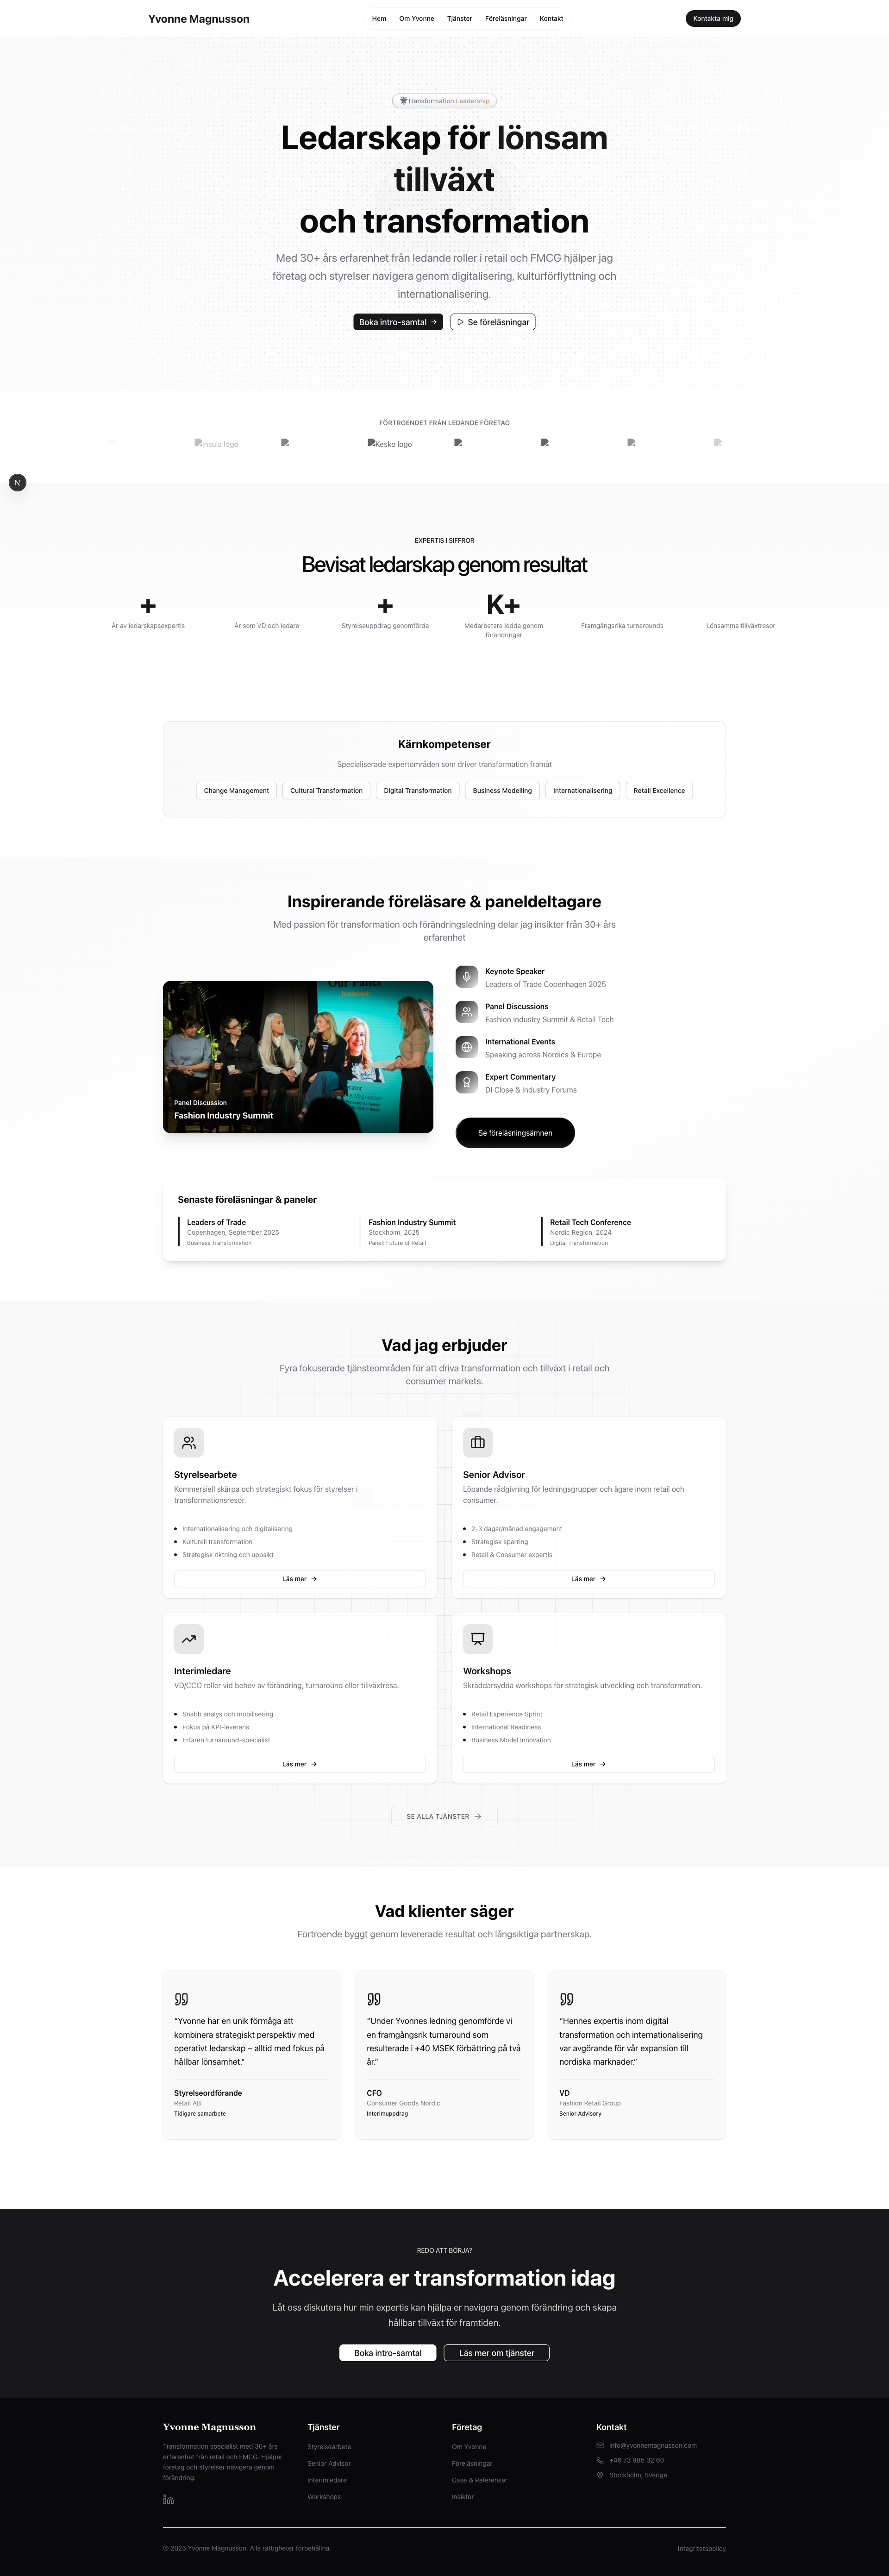 Yvonne Magnusson
Hem
Om Yvonne
Tjänster
Föreläsningar
Kontakt
Kontakta mig
Transformation Leadership
Ledarskap för lönsam
tillväxt
och transformation
Med 30+ års erfarenhet från ledande roller i retail och FMCG hjälper jag
företag och styrelser navigera genom digitalisering, kulturförflyttning och
internationalisering.
Boka intro-samtal
Se föreläsningar
FÖRTROENDET FRÅN LEDANDE FÖRETAG
Insula logo
Kesko logo
N
EXPERTIS I SIFFROR
Bevisat ledarskap genom resultat
+
År av ledarskapsexpertis
År som VD och ledare
+
Styrelseuppdrag genomförda
K+
Medarbetare ledda genom
förändringar
Framgångsrika turnarounds
Lönsamma tillväxtresor
Kärnkompetenser
Specialiserade expertområden som driver transformation framåt
Change Management
Cultural Transformation
Digital Transformation
Business Modelling
Internationalisering
Retail Excellence
Inspirerande föreläsare & paneldeltagare
Med passion för transformation och förändringsledning delar jag insikter från 30+ års
erfarenhet
Our Panel
Panel Discussion
Fashion Industry Summit
Keynote Speaker
Leaders of Trade Copenhagen 2025
Panel Discussions
Fashion Industry Summit & Retail Tech
International Events
Speaking across Nordics & Europe
Expert Commentary
DI Close & Industry Forums
Se föreläsningsämnen
Senaste föreläsningar & paneler
Leaders of Trade
Copenhagen, September 2025
Business Transformation
Fashion Industry Summit
Stockholm, 2025
Panel: Future of Retail
Retail Tech Conference
Nordic Region, 2024
Digital Transformation
Vad jag erbjuder
Fyra fokuserade tjänsteområden för att driva transformation och tillväxt i retail och
consumer markets.
Styrelsearbete
Kommersiell skärpa och strategiskt fokus för styrelser i
transformationsresor.
Internationalisering och digitalisering
Kulturell transformation
Strategisk riktning och uppsikt
Läs mer
Senior Advisor
Löpande rådgivning för ledningsgrupper och ägare inom retail och
consumer.
2-3 dagar/månad engagement
Strategisk sparring
Retail & Consumer expertis
Läs mer
Interimledare
VD/CCO roller vid behov av förändring, turnaround eller tillväxtresa.
Snabb analys och mobilisering
Fokus på KPI-leverans
Erfaren turnaround-specialist
Läs mer
Workshops
Skräddarsydda workshops för strategisk utveckling och transformation.
Retail Experience Sprint
International Readiness
Business Model Innovation
Läs mer
SE ALLA TJÄNSTER
Vad klienter säger
Förtroende byggt genom levererade resultat och långsiktiga partnerskap.
"Yvonne har en unik förmåga att
kombinera strategiskt perspektiv med
operativt ledarskap – alltid med fokus på
hållbar lönsamhet."
Styrelseordförande
Retail AB
Tidigare samarbete
"Under Yvonnes ledning genomförde vi
en framgångsrik turnaround som
resulterade i +40 MSEK förbättring på två
år."
CFO
Consumer Goods Nordic
Interimuppdrag
"Hennes expertis inom digital
transformation och internationalisering
var avgörande för vår expansion till
nordiska marknader."
VD
Fashion Retail Group
Senior Advisory
REDO ATT BÖRJA?
Accelerera er transformation idag
Låt oss diskutera hur min expertis kan hjälpa er navigera genom förändring och skapa
hållbar tillväxt för framtiden.
Boka intro-samtal
Läs mer om tjänster
Yvonne Magnusson
Transformation specialist med 30+ års
erfarenhet från retail och FMCG. Hjälper
företag och styrelser navigera genom
förändring.
Tjänster
Styrelsearbete
Senior Advisor
Interimledare
Workshops
Företag
Om Yvonne
Föreläsningar
Case & Referenser
Insikter
Kontakt
info@yvonnemagnusson.com
+46 73 985 32 60
Stockholm, Sverige
© 2025 Yvonne Magnusson. Alla rättigheter förbehållna.
Integritetspolicy